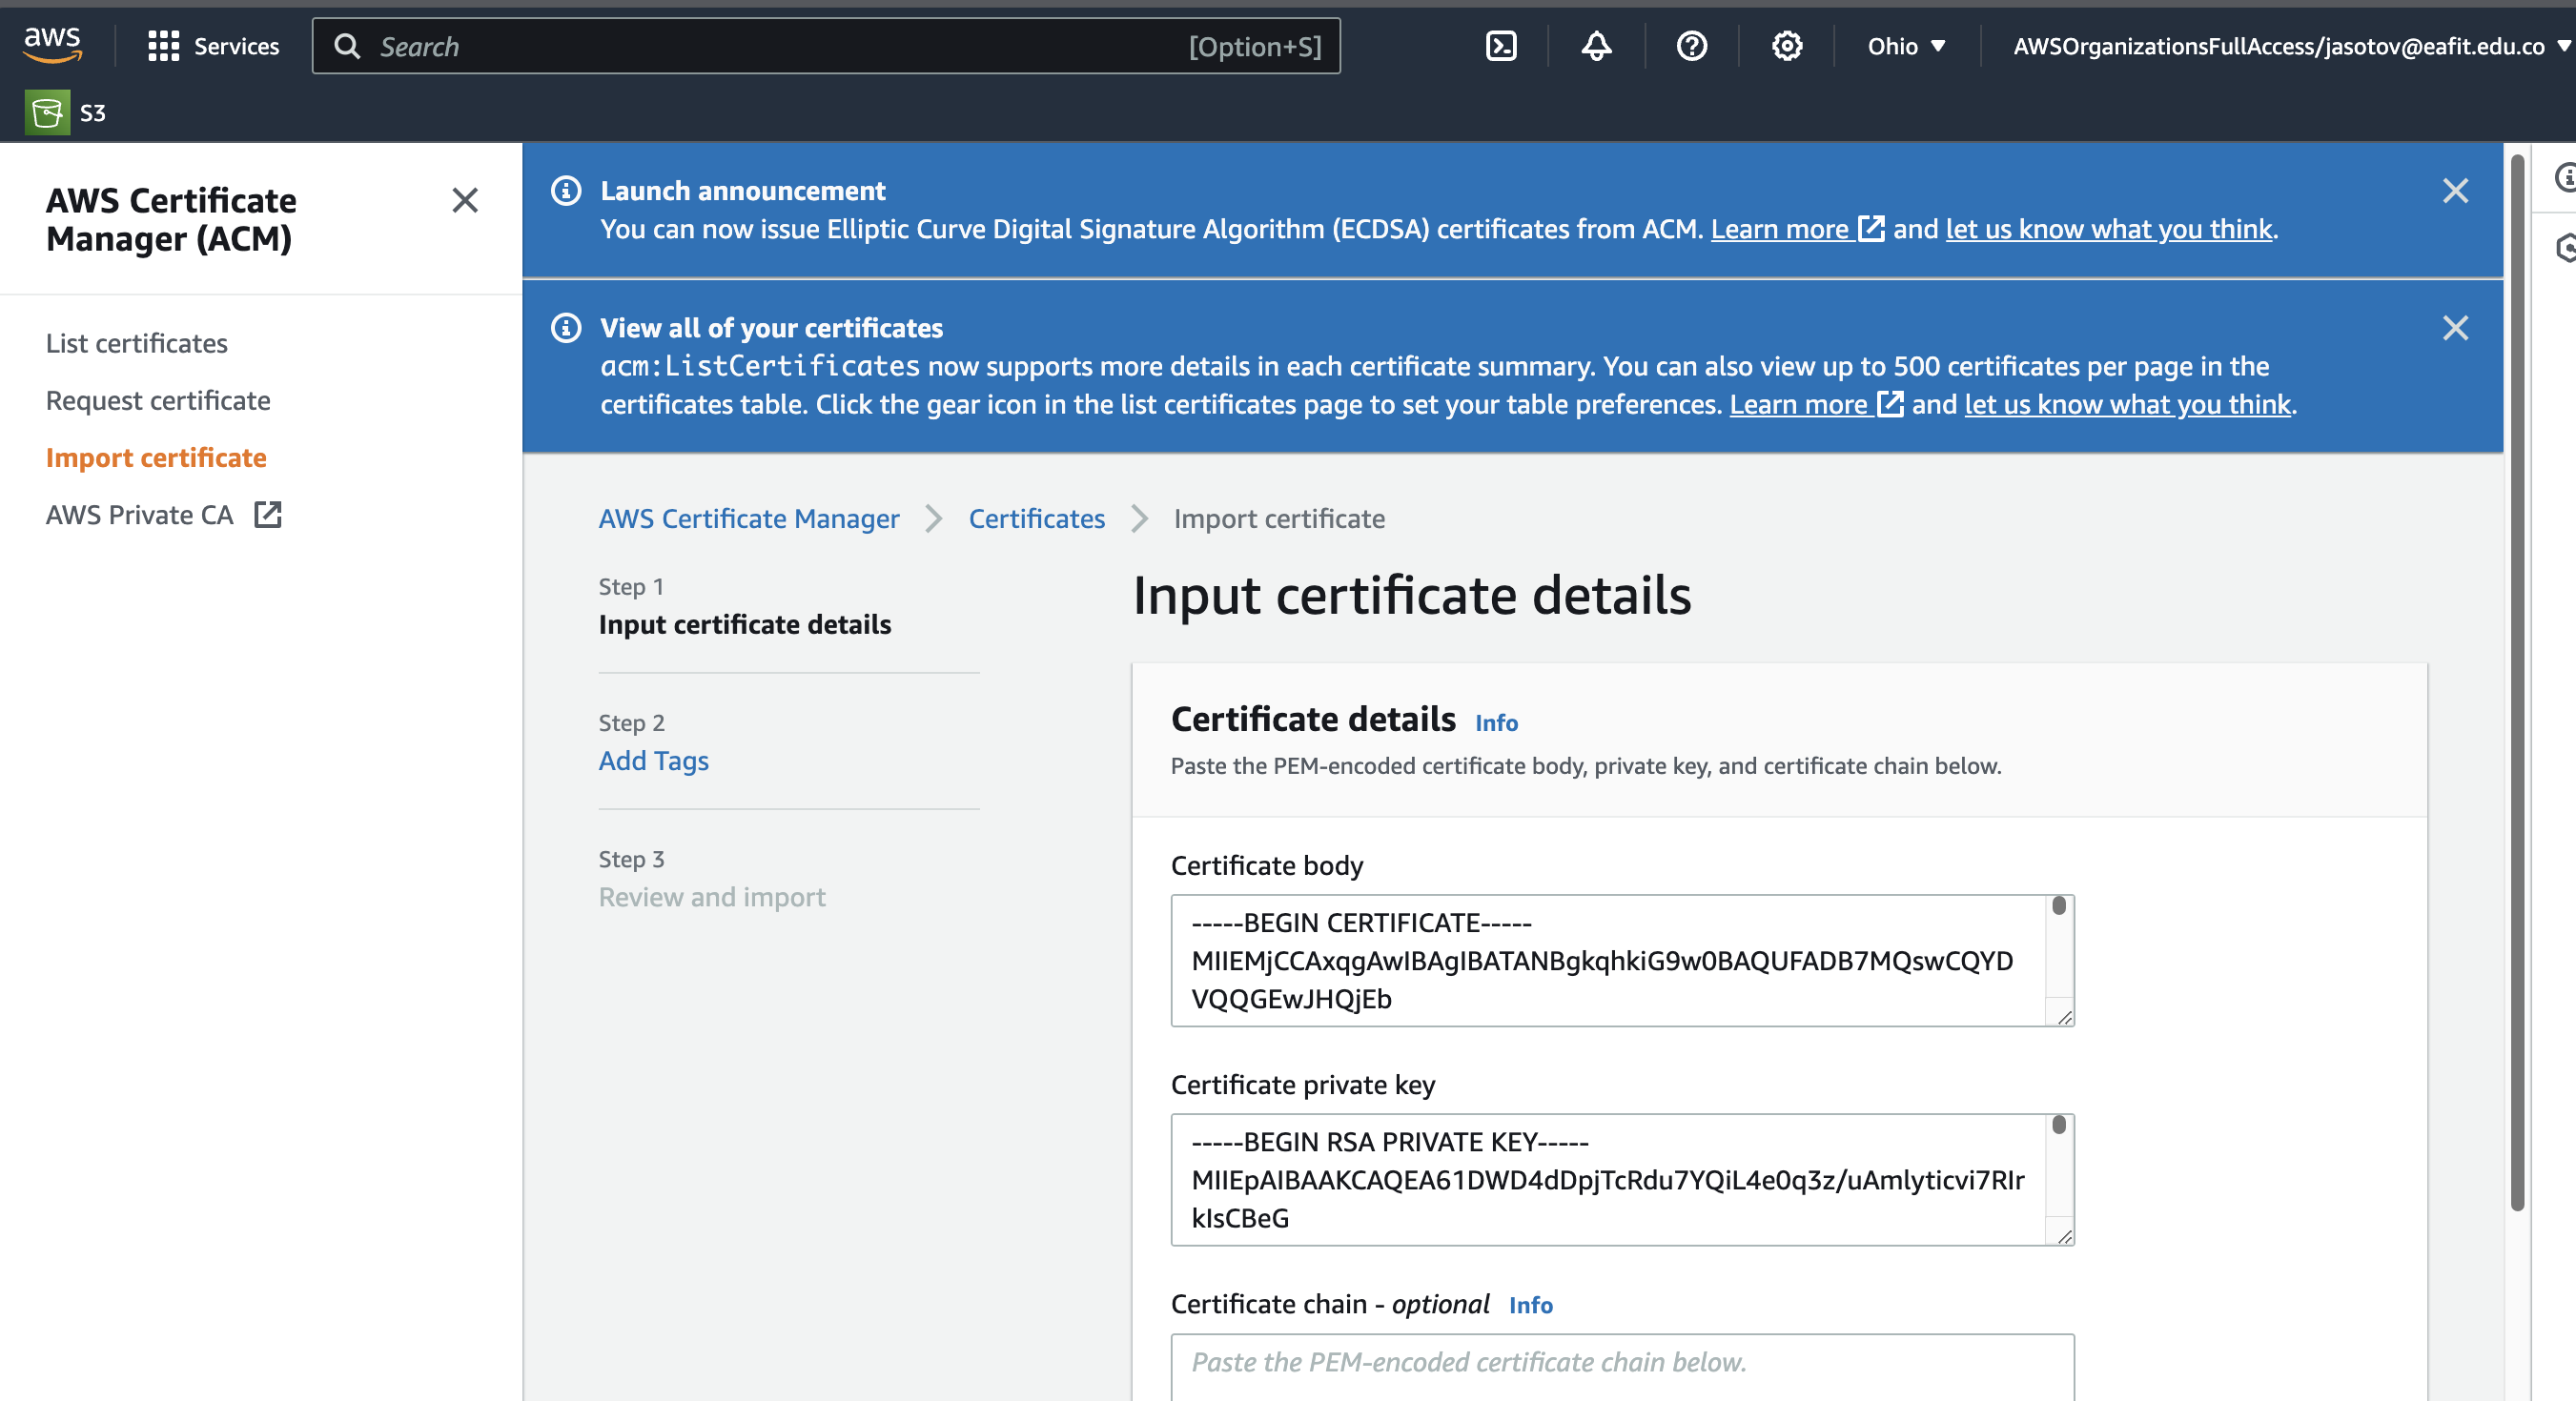 aws
Services
Search
[Option+S]
Ohio
AWSOrganizationsFullAccess/jasotov@eafit.edu.co
S3
AWS Certificate
Manager (ACM)
List certificates
Request certificate
Import certificate
AWS Private CA
Launch announcement
You can now issue Elliptic Curve Digital Signature Algorithm (ECDSA) certificates from ACM. Learn more and let us know what you think.
View all of your certificates
acm:ListCertificates now supports more details in each certificate summary. You can also view up to 500 certificates per page in the
certificates table. Click the gear icon in the list certificates page to set your table preferences. Learn more and let us know what you think.
AWS Certificate Manager
Certificates
Import certificate
Step 1
Input certificate details
Step 2
Add Tags
Step 3
Review and import
Input certificate details
Certificate details Info
Paste the PEM-encoded certificate body, private key, and certificate chain below.
Certificate body
-----BEGIN CERTIFICATE-----
MIIEMjCCAxqgAwIBAgIBATANBgkqhkiG9w0BAQUFADB7MQswCQYD
VQQGEwJHQjEb
Certificate private key
-----BEGIN RSA PRIVATE KEY-----
MIIEpAIBAAKCAQEA61DWD4dDpjTcRdu7YQiL4e0q3z/uAmlyticvi7RIr
kIsCBeG
Certificate chain - optional Info
Paste the PEM-encoded certificate chain below.